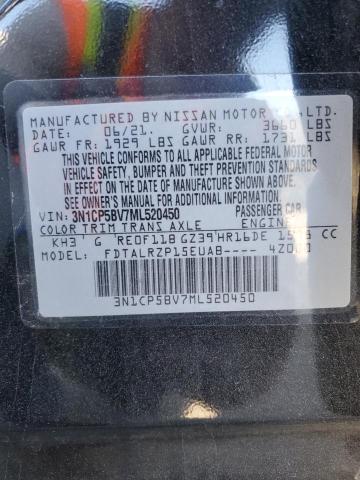 MANUFACTURED BY NISSAN MOTOR CO., LTD.
DATE: 06/21. GVWR: 3660 LBS
GAWR FR: 1929 LBS GAWR RR: 1731 LBS
THIS VEHICLE CONFORMS TO ALL APPLICABLE FEDERAL MOTOR
VEHICLE SAFETY, BUMPER, AND THEFT PREVENTION STANDARDS
IN EFFECT ON THE DATE OF MANUFACTURE SHOWN ABOVE.
SEE OWNER'S MANUAL FOR ADDITIONAL INFORMATION
VIN: 3N1CP5BV7ML520450 PASSENGER CAR
COLOR TRIM TRANS AXLE ENGINE
KH3 G RE0F11B GZ39 HR16DE CC
MODEL: FDTALRZP15EUAB---- 4Z000
3N1CP5BV7ML520450